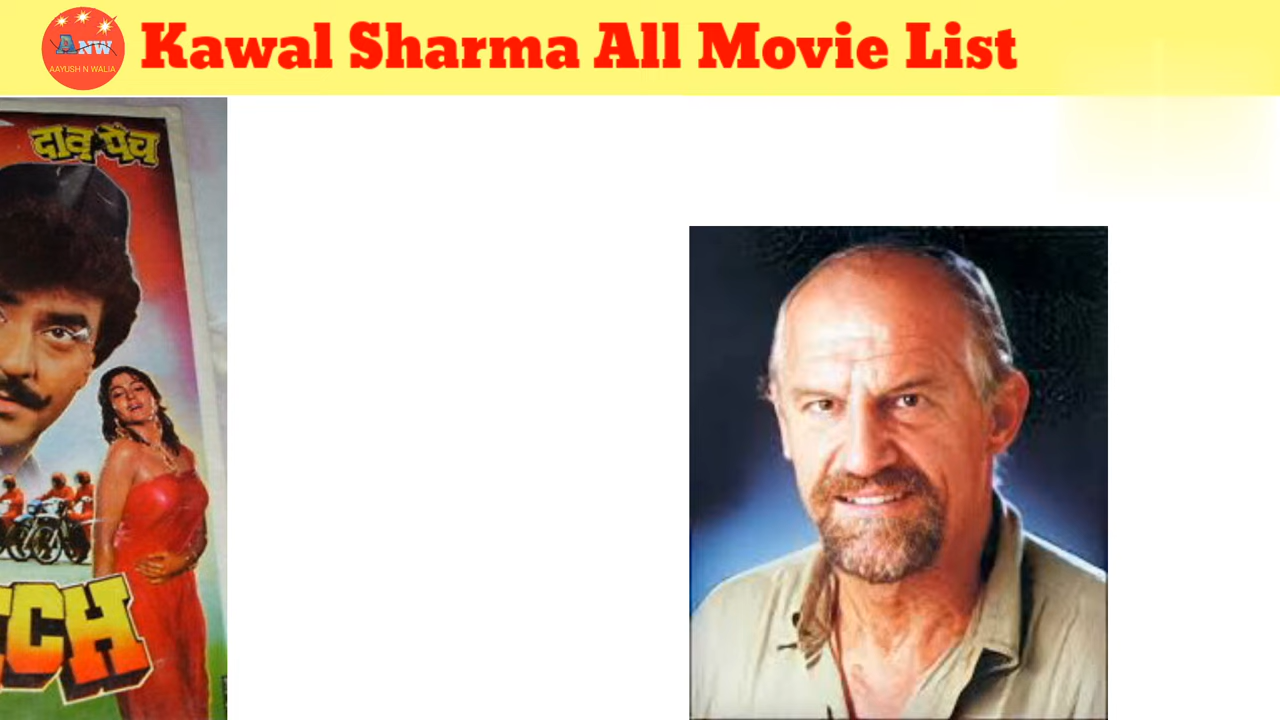 ANW
AAYUSH N WALIA
Kawal Sharma All Movie List
दाव पेंच
CH